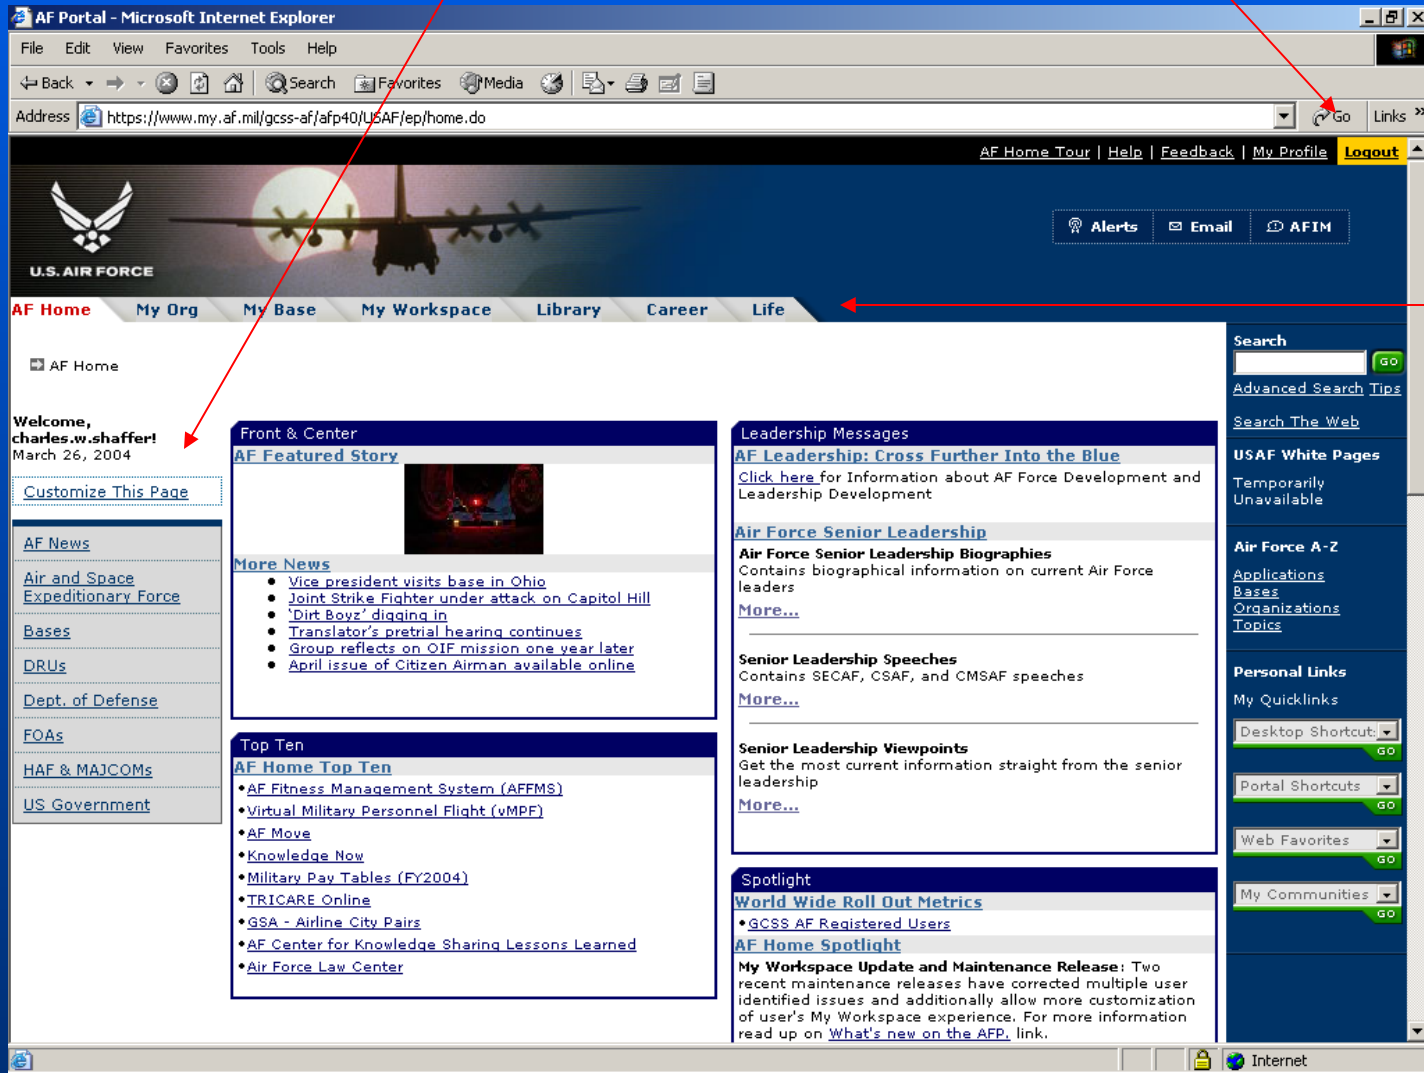 AF Portal - Microsoft Internet Explorer
File Edit View Favorites Tools Help
Back Search Favorites Media
Address https://www.my.af.mil/gcss-af/afp40/USAF/ep/home.do Go Links »
AF Home Tour | Help | Feedback | My Profile Logout
Alerts Email AFIM
U.S. AIR FORCE
AF Home My Org My Base My Workspace Library Career Life
AF Home
Welcome,
charles.w.shaffer!
March 26, 2004
Customize This Page
AF News
Air and Space
Expeditionary Force
Bases
DRUs
Dept. of Defense
FOAs
HAF & MAJCOMs
US Government
Front & Center
AF Featured Story
More News
• Vice president visits base in Ohio
• Joint Strike Fighter under attack on Capitol Hill
• 'Dirt Boyz' digging in
• Translator's pretrial hearing continues
• Group reflects on OIF mission one year later
• April issue of Citizen Airman available online
Top Ten
AF Home Top Ten
•AF Fitness Management System (AFFMS)
•Virtual Military Personnel Flight (vMPF)
•AF Move
•Knowledge Now
•Military Pay Tables (FY2004)
•TRICARE Online
•GSA - Airline City Pairs
•AF Center for Knowledge Sharing Lessons Learned
•Air Force Law Center
Leadership Messages
AF Leadership: Cross Further Into the Blue
Click here for Information about AF Force Development and
Leadership Development
Air Force Senior Leadership
Air Force Senior Leadership Biographies
Contains biographical information on current Air Force
leaders
More...
Senior Leadership Speeches
Contains SECAF, CSAF, and CMSAF speeches
More...
Senior Leadership Viewpoints
Get the most current information straight from the senior
leadership
More...
Spotlight
World Wide Roll Out Metrics
•GCSS AF Registered Users
AF Home Spotlight
My Workspace Update and Maintenance Release: Two
recent maintenance releases have corrected multiple user
identified issues and additionally allow more customization
of user's My Workspace experience. For more information
read up on What's new on the AFP. link.
Search
GO
Advanced Search Tips
Search The Web
USAF White Pages
Temporarily
Unavailable
Air Force A-Z
Applications
Bases
Organizations
Topics
Personal Links
My Quicklinks
Desktop Shortcut:
GO
Portal Shortcuts
GO
Web Favorites
GO
My Communities
GO
Internet